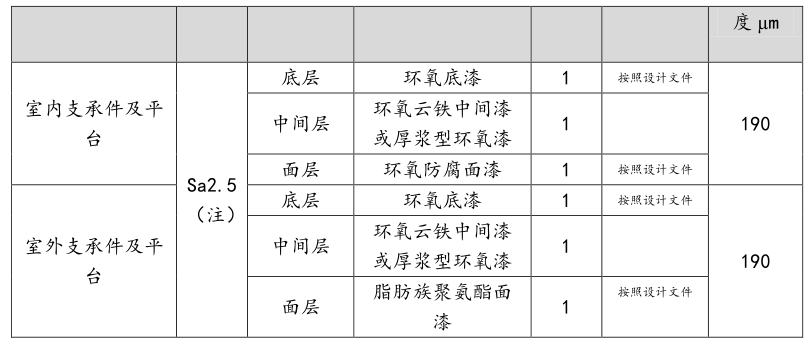 度 μm
底层 环氧底漆 1 按照设计文件
室内支承件及平台
中间层 环氧云铁中间漆
或厚浆型环氧漆 1
190
面层 环氧防腐面漆 1 按照设计文件
Sa2.5
（注）
底层 环氧底漆 1 按照设计文件
室外支承件及平台
中间层 环氧云铁中间漆
或厚浆型环氧漆 1
190
面层 脂肪族聚氨酯面漆 1 按照设计文件